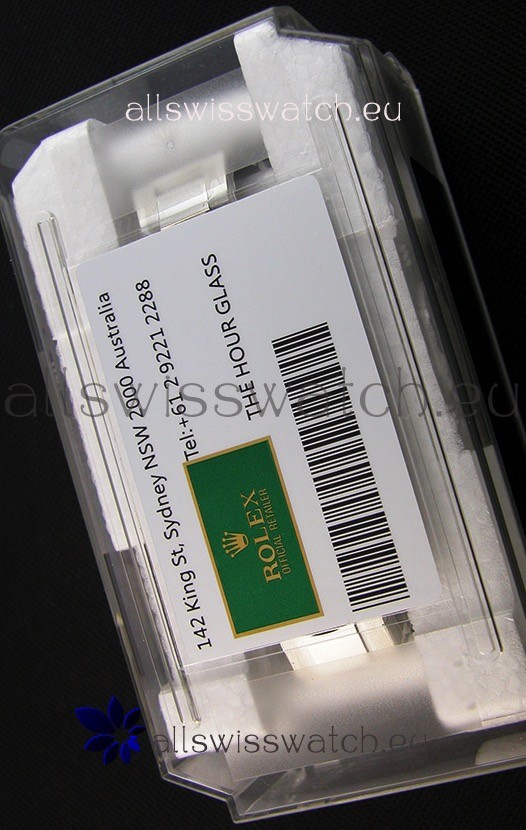 allswisswatch.eu
142 King St, Sydney NSW 2000 Australia
Tel:+61 2 9221 2288
THE HOUR GLASS
ROLEX
OFFICIAL RETAILER
allswisswatch.eu
allswisswatch.eu